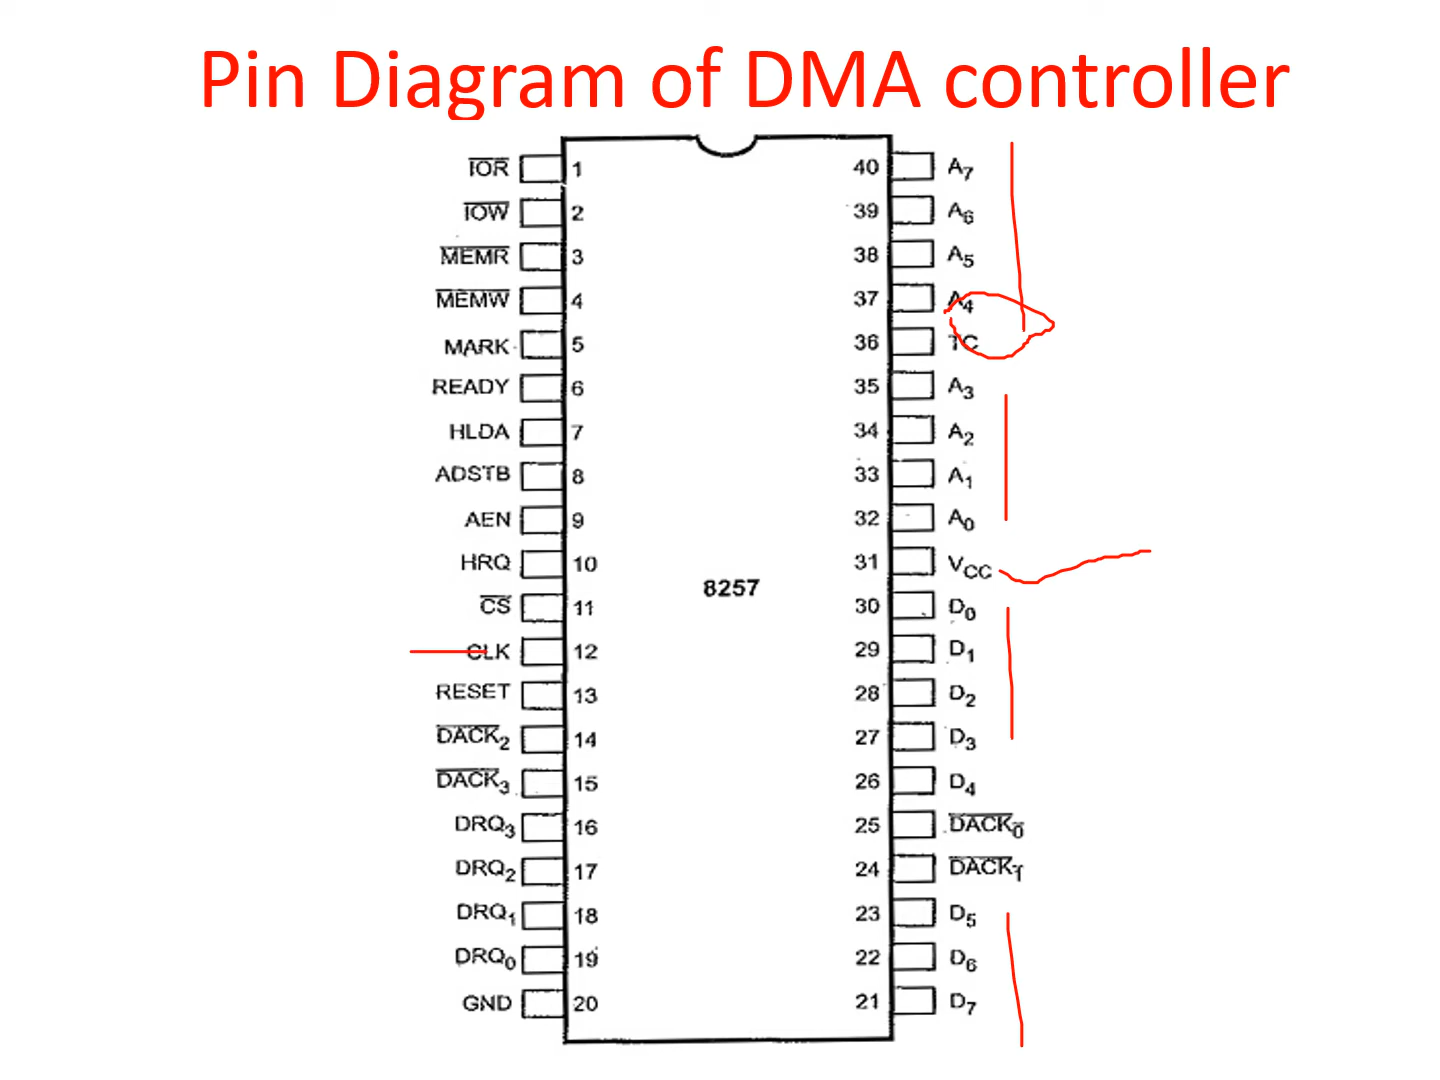 Pin Diagram of DMA controller
IOR 1 40 A7
IOW 2 39 A6
MEMR 3 38 A5
MEMW 4 37 A4
MARK 5 36 TC
READY 6 35 A3
HLDA 7 34 A2
ADSTB 8 33 A1
AEN 9 32 A0
HRQ 10 31 VCC
8257
CS 11 30 D0
CLK 12 29 D1
RESET 13 28 D2
DACK2 14 27 D3
DACK3 15 26 D4
DRQ3 16 25 DACK0
DRQ2 17 24 DACK1
DRQ1 18 23 D5
DRQ0 19 22 D6
GND 20 21 D7